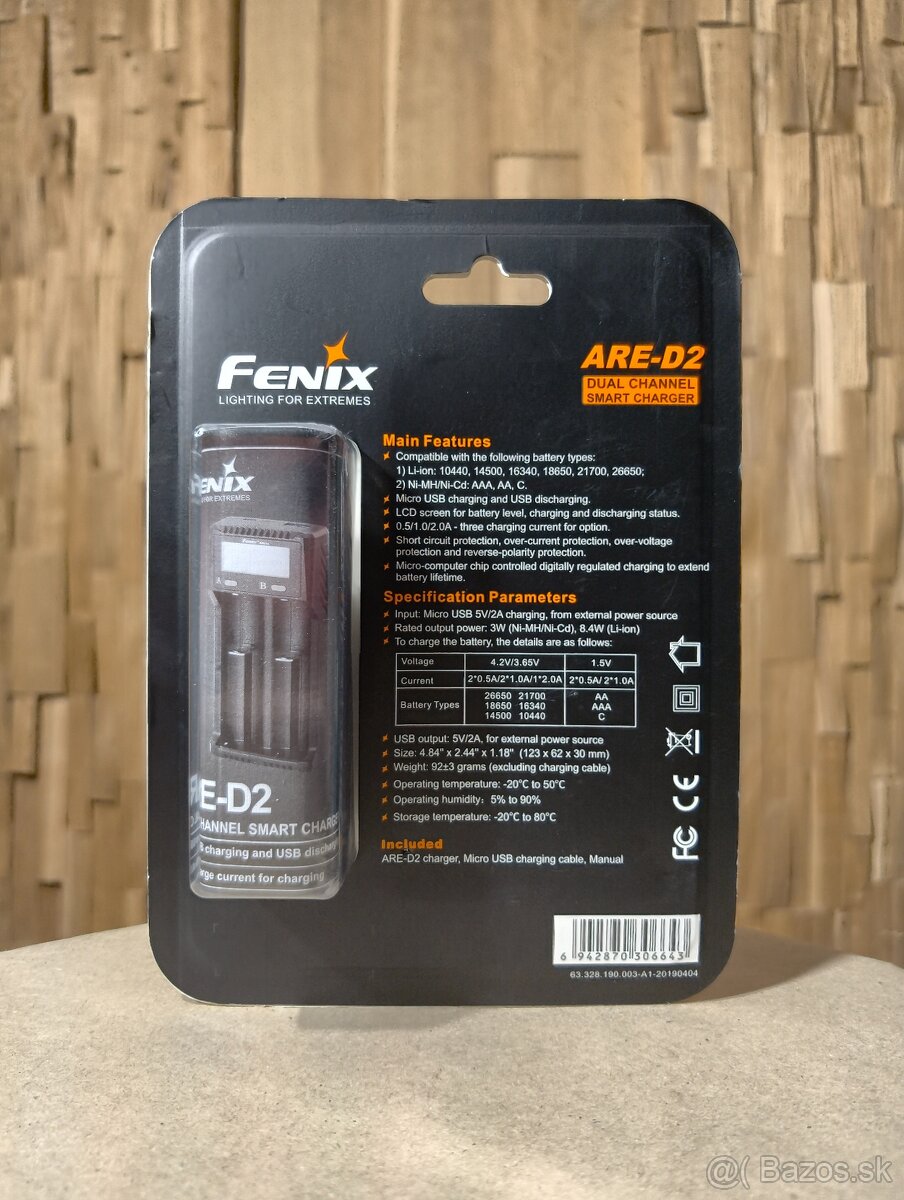 FENIX
LIGHTING FOR EXTREMES
ARE-D2
DUAL CHANNEL
SMART CHARGER
Main Features
Compatible with the following battery types:
1) Li-ion: 10440, 14500, 16340, 18650, 21700, 26650;
2) Ni-MH/Ni-Cd: AAA, AA, C.
Micro USB charging and USB discharging.
LCD screen for battery level, charging and discharging status.
0.5/1.0/2.0A - three charging current for option.
Short circuit protection, over-current protection, over-voltage
protection and reverse-polarity protection.
Micro-computer chip controlled digitally regulated charging to extend
battery lifetime.
Specification Parameters
Input: Micro USB 5V/2A charging, from external power source
Rated output power: 3W (Ni-MH/Ni-Cd), 8.4W (Li-ion)
To charge the battery, the details are as follows:
Voltage 4.2V/3.65V 1.5V
Current 2*0.5A/2*1.0A/1*2.0A 2*0.5A/ 2*1.0A
Battery Types 26650 21700 AA
18650 16340 AAA
14500 10440 C
USB output: 5V/2A, for external power source
Size: 4.84" x 2.44" x 1.18" (123 x 62 x 30 mm)
Weight: 92±3 grams (excluding charging cable)
Operating temperature: -20℃ to 50℃
Operating humidity: 5% to 90%
Storage temperature: -20℃ to 80℃
Included
ARE-D2 charger, Micro USB charging cable, Manual
FC CE
6 942870 306643
63.328.190.003-A1-20190404
ENIX
FOR EXTREMES
A B
E-D2
HANNEL SMART CHARG
charging and USB discharg
rge current for charging
@( Bazos.sk